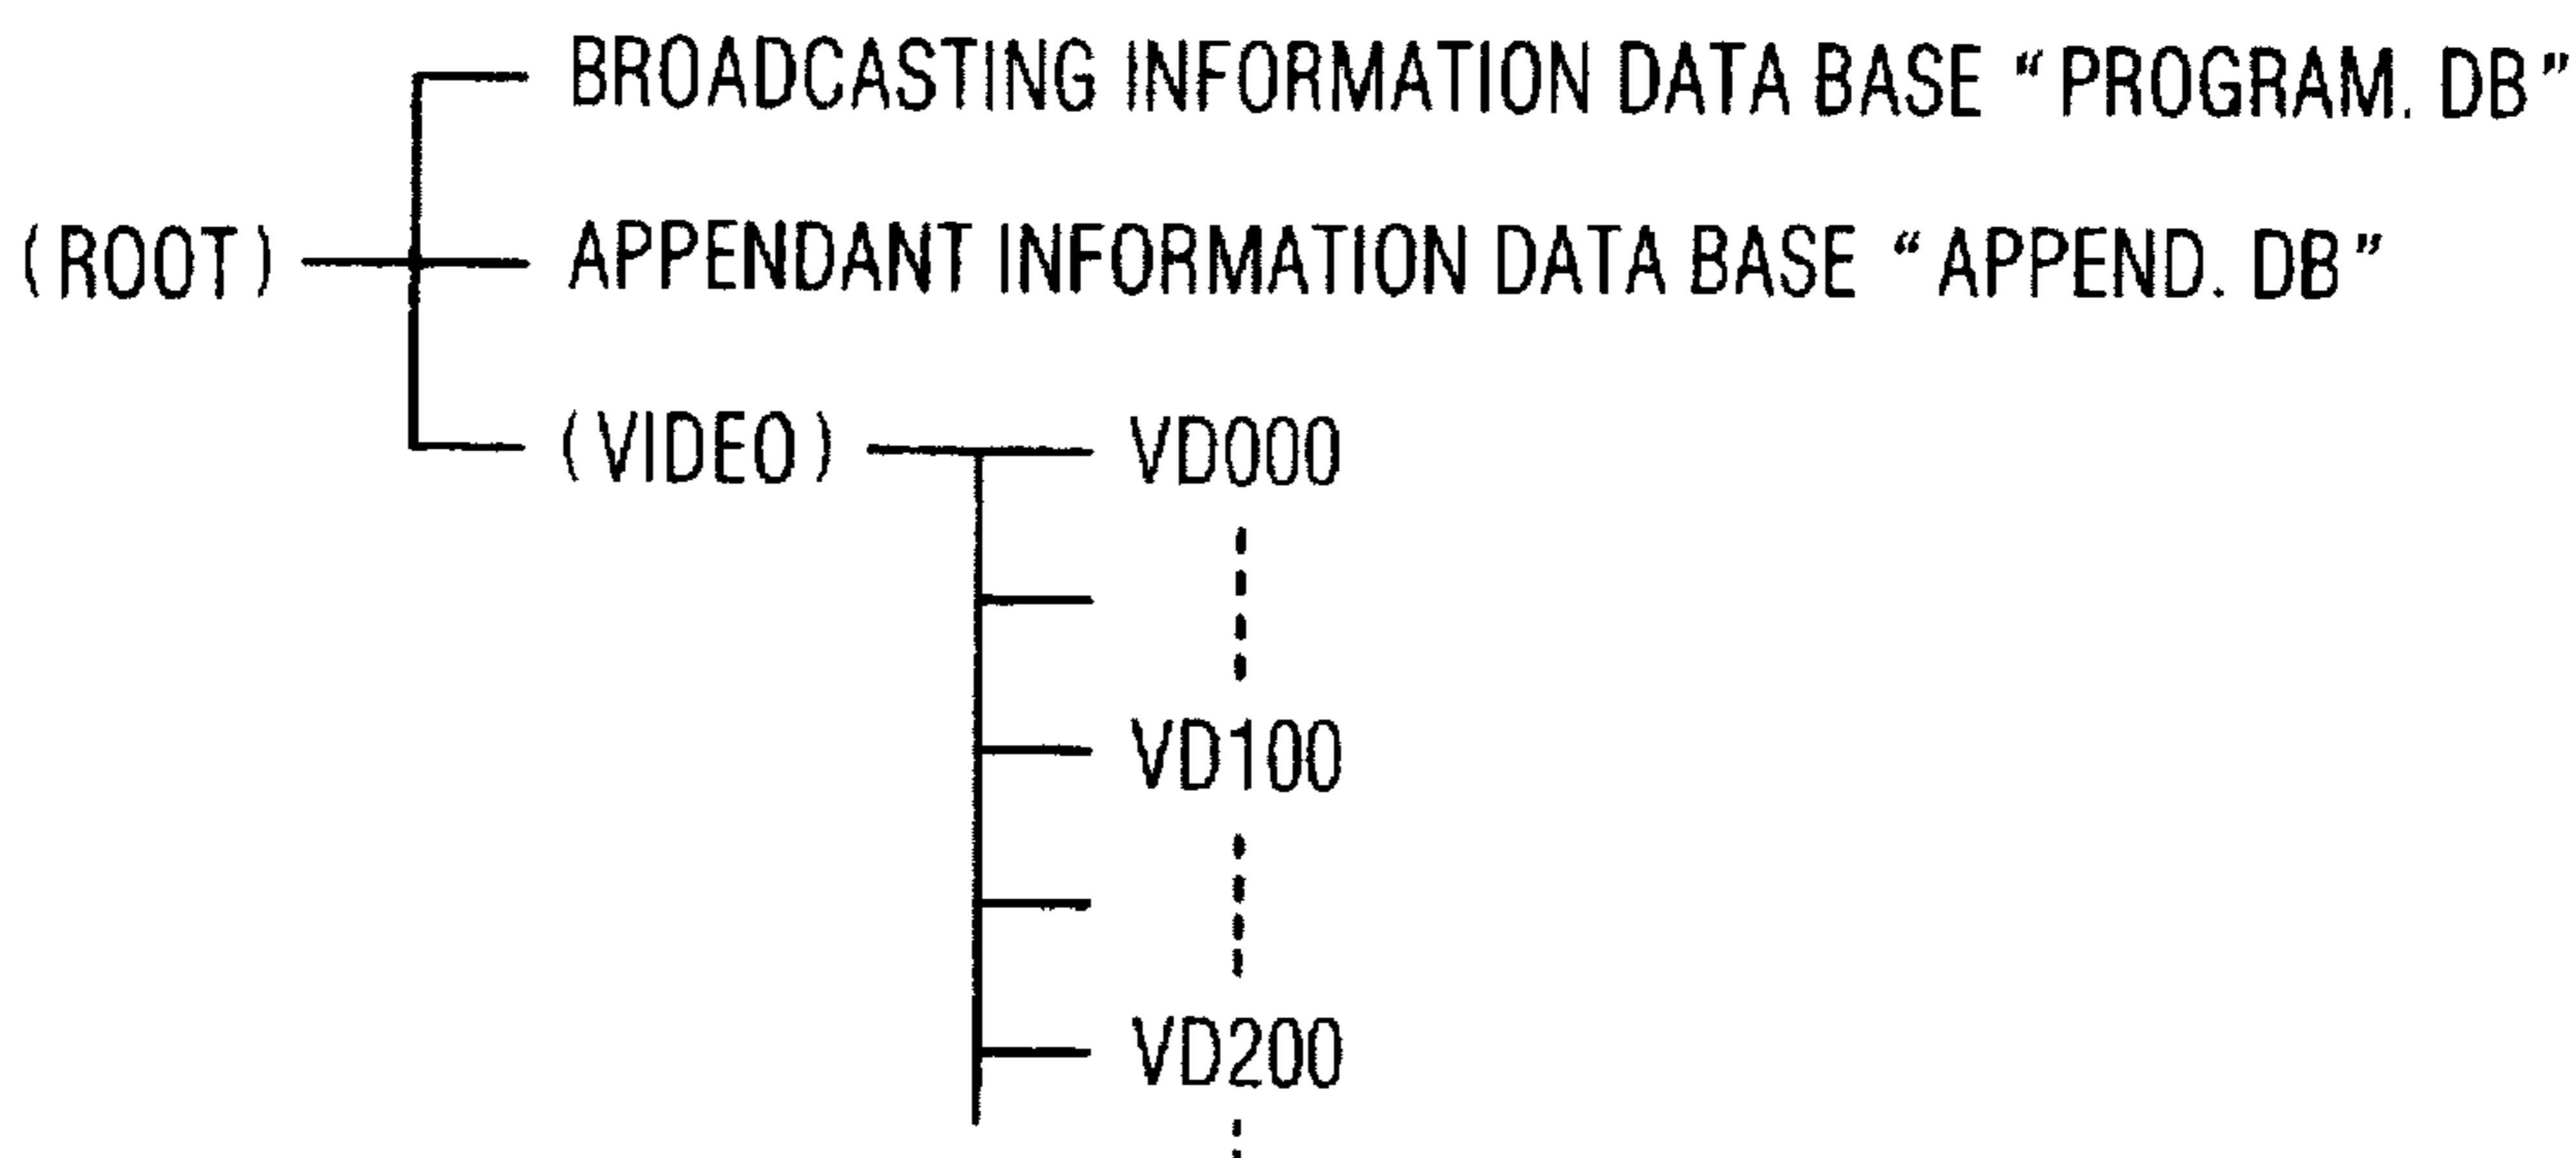 BROADCASTING INFORMATION DATA BASE “PROGRAM. DB”
(ROOT) APPENDANT INFORMATION DATA BASE “APPEND. DB”
(VIDEO) VD000
VD100
VD200